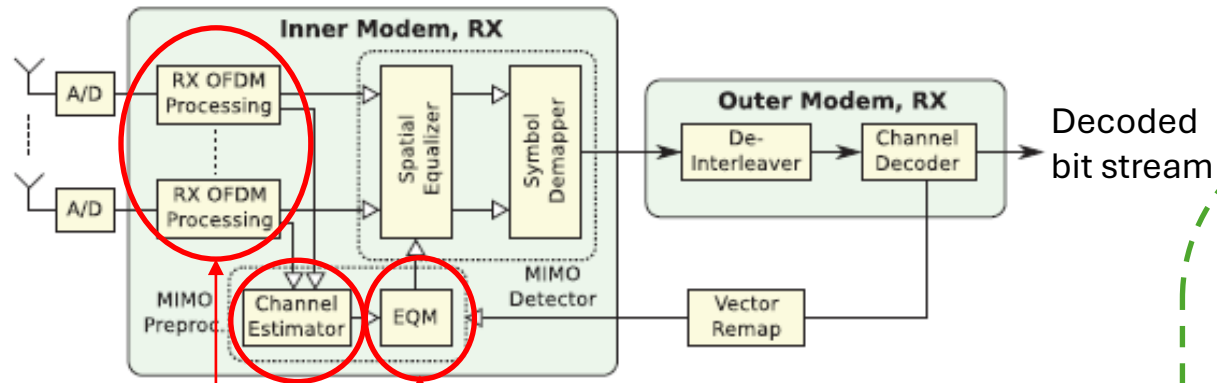 Inner Modem, RX
A/D
RX OFDM
Processing
A/D
RX OFDM
Processing
Spatial
Equalizer
Symbol
Demapper
MIMO
Detector
MIMO
Preproc.
Channel
Estimator
EQM
Outer Modem, RX
De-
Interleaver
Channel
Decoder
Vector
Remap
Decoded
bit stream